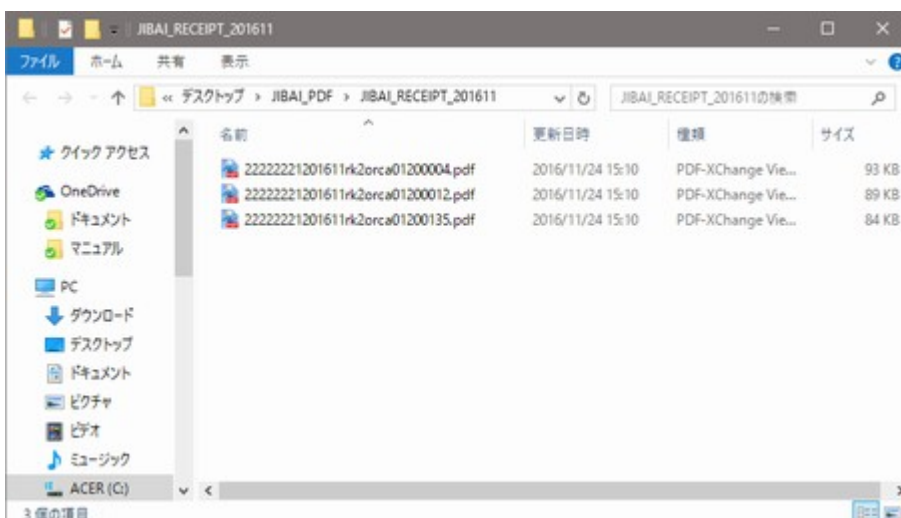 JIBAI_RECEIPT_201611
ファイル ホーム 共有 表示
« デスクトップ > JIBAI_PDF > JIBAI_RECEIPT_201611 JIBAI_RECEIPT_201611の検索
名前 更新日時 種類 サイズ
クイック アクセス
22222221201611rk2orca01200004.pdf 2016/11/24 15:10 PDF-XChange Vie... 93 KB
OneDrive
22222221201611rk2orca01200012.pdf 2016/11/24 15:10 PDF-XChange Vie... 89 KB
ドキュメント
22222221201611rk2orca01200135.pdf 2016/11/24 15:10 PDF-XChange Vie... 84 KB
マニュアル
PC
ダウンロード
デスクトップ
ドキュメント
ピクチャ
ビデオ
ミュージック
ACER (C:)
3 個の項目